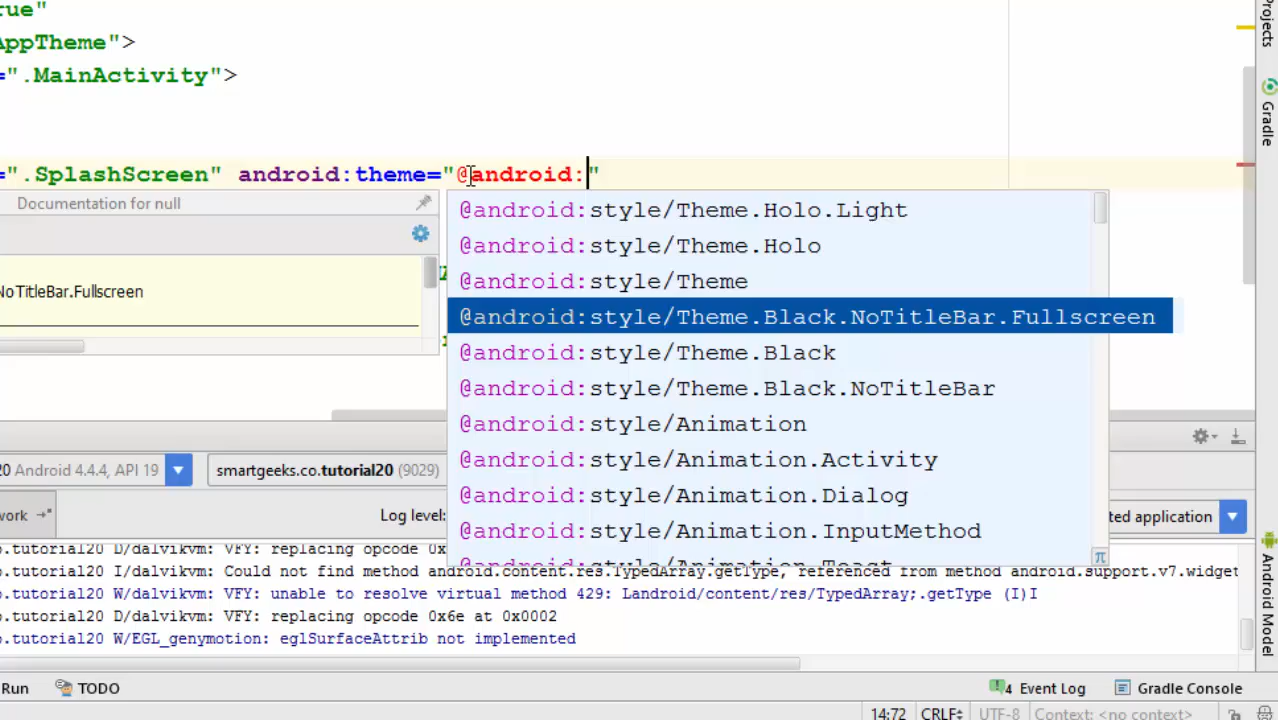 rue"
AppTheme">
=".MainActivity">
=".SplashScreen" android:theme="@android:"
Documentation for null
NoTitleBar.Fullscreen
@android:style/Theme.Holo.Light
@android:style/Theme.Holo
@android:style/Theme
@android:style/Theme.Black.NoTitleBar.Fullscreen
@android:style/Theme.Black
@android:style/Theme.Black.NoTitleBar
@android:style/Animation
@android:style/Animation.Activity
@android:style/Animation.Dialog
@android:style/Animation.InputMethod
@android:style/Animation.Toast
π
20 Android 4.4.4, API 19
smartgeeks.co.tutorial20 (9029)
work
Log level:
ted application
o.tutorial20 D/dalvikvm: VFY: replacing opcode 0x
o.tutorial20 I/dalvikvm: Could not find method android.content.res.TypedArray.getType, referenced from method android.support.v7.widget
o.tutorial20 W/dalvikvm: VFY: unable to resolve virtual method 429: Landroid/content/res/TypedArray;.getType (I)I
o.tutorial20 D/dalvikvm: VFY: replacing opcode 0x6e at 0x0002
o.tutorial20 W/EGL_genymotion: eglSurfaceAttrib not implemented
Run
TODO
4 Event Log
Gradle Console
14:72
CRLF
UTF-8
Context: <no context>
Projects
Gradle
Android Model